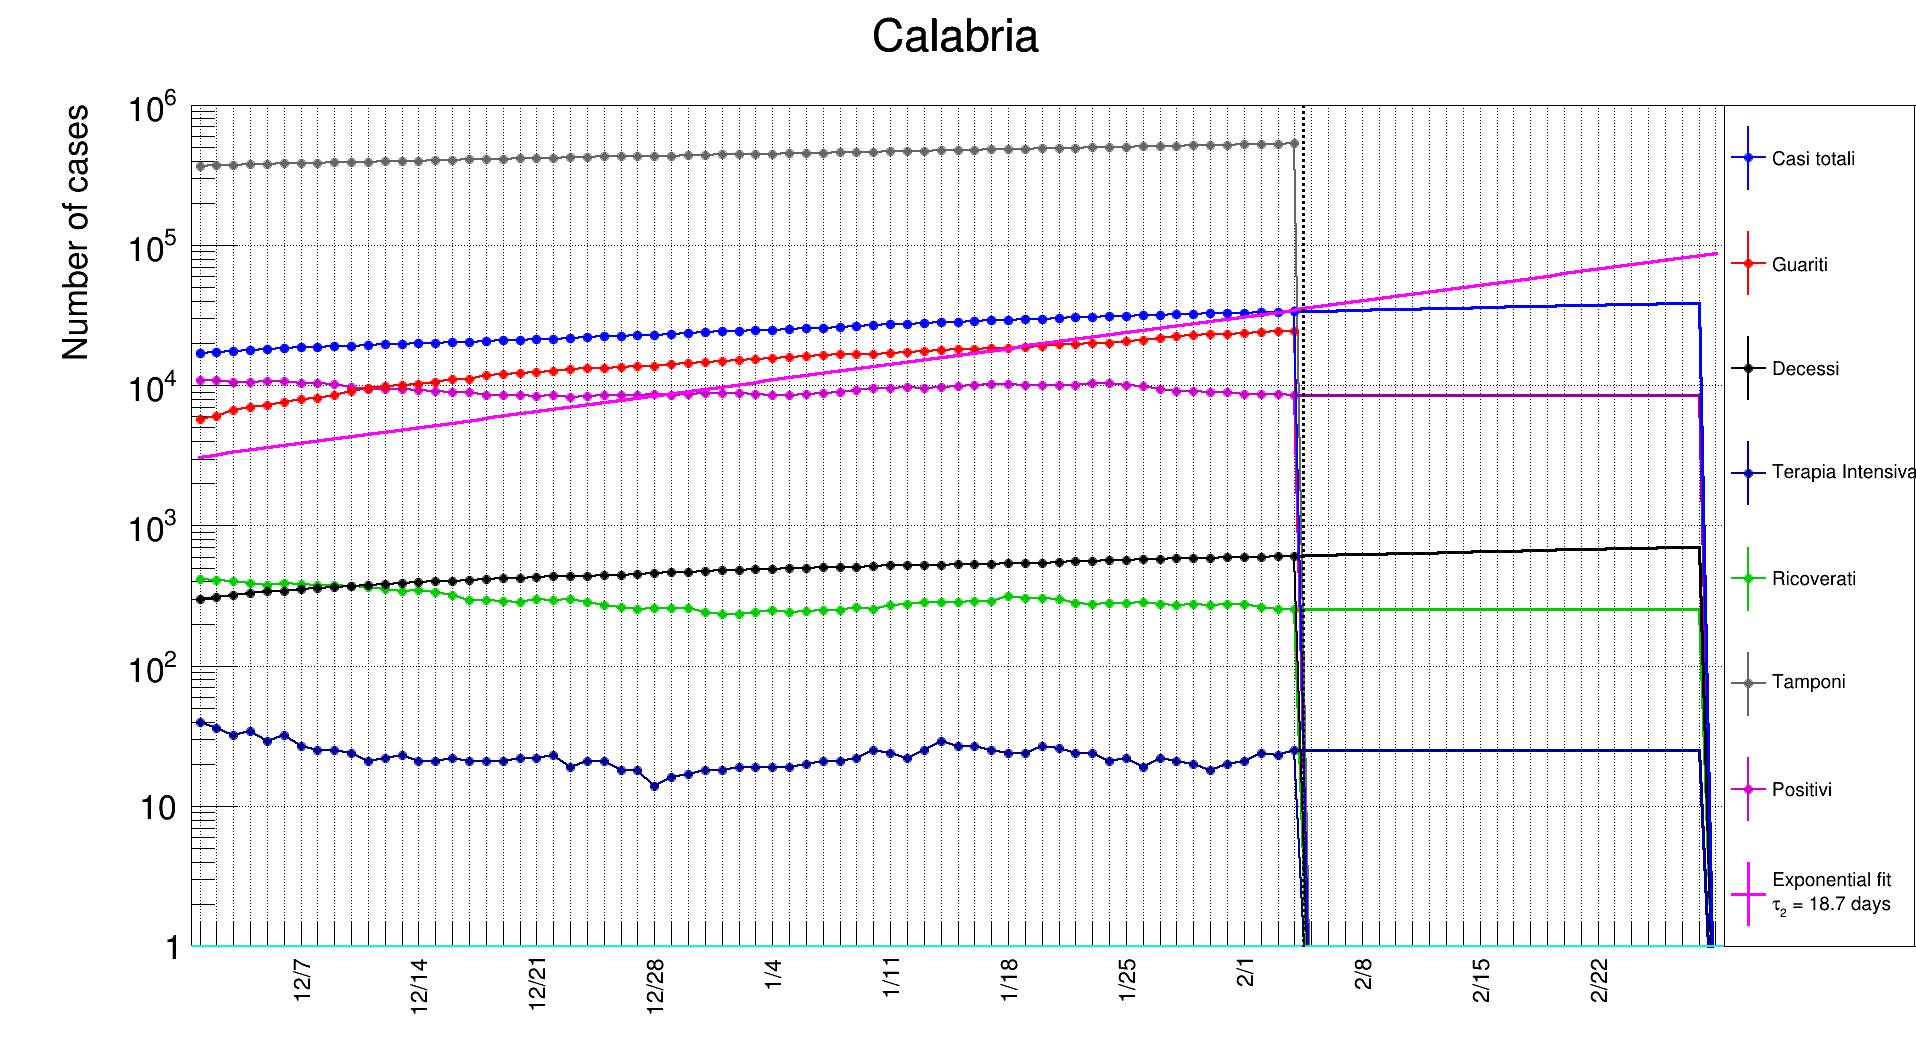 Calabria
Number of cases
10^6
10^5
10^4
10^3
10^2
10
1
12/7
12/14
12/21
12/28
1/4
1/11
1/18
1/25
2/1
2/8
2/15
2/22
Casi totali
Guariti
Decessi
Terapia Intensiva
Ricoverati
Tamponi
Positivi
Exponential fit
τ₂ = 18.7 days